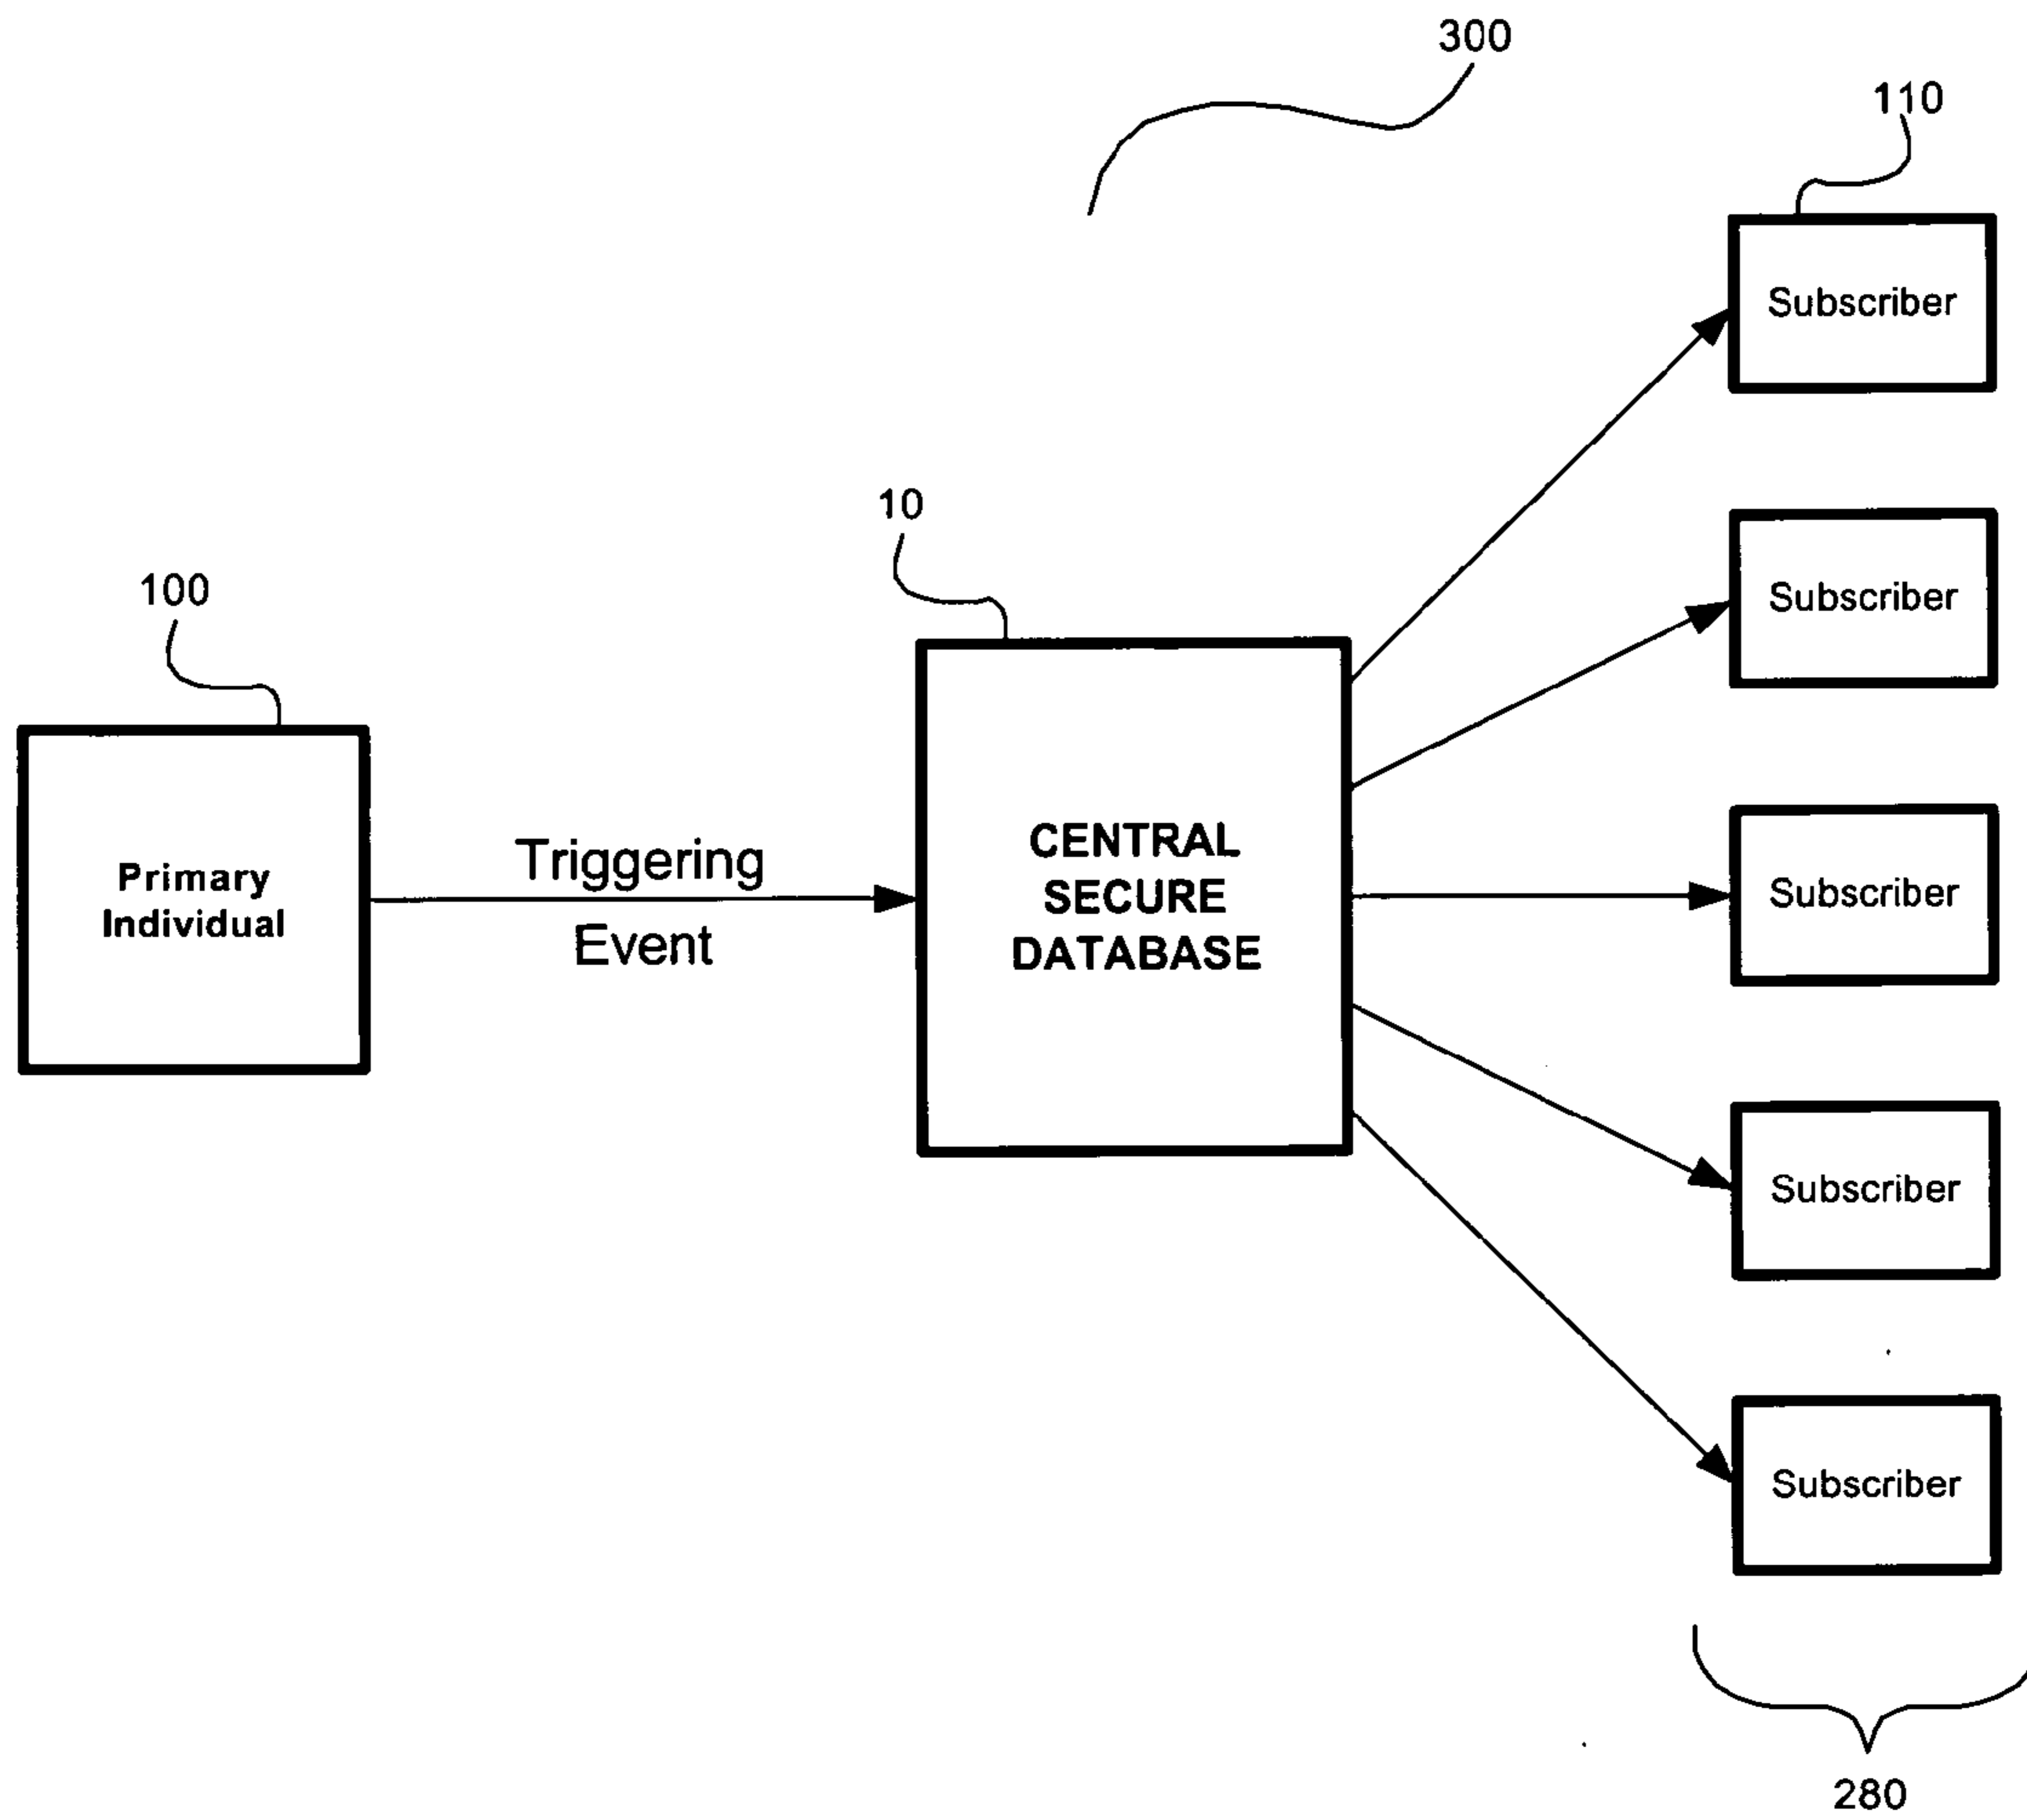 300
110
Subscriber
10
100
Subscriber
Primary
Individual
Triggering
Event
CENTRAL
SECURE
DATABASE
Subscriber
Subscriber
Subscriber
280